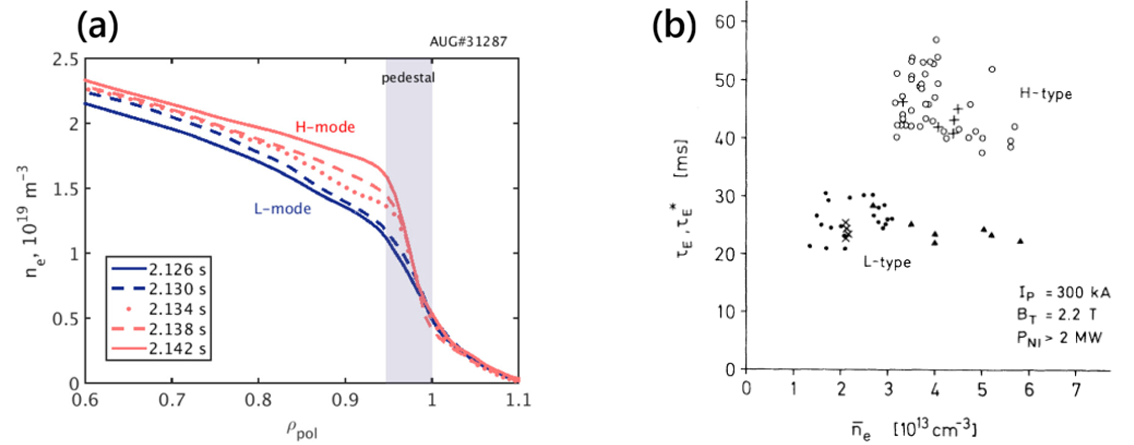 (a)
AUG#31287
pedestal
H-mode
L-mode
2.126 s
2.130 s
2.134 s
2.138 s
2.142 s
2.5
2
1.5
1
0.5
0
0.6
0.7
0.8
0.9
1
1.1
n_e, 10^19 m^-3
ρ_pol
(b)
H-type
L-type
I_P = 300 kA
B_T = 2.2 T
P_NI > 2 MW
60
50
40
30
20
10
0
0
1
2
3
4
5
6
7
τ_E, τ_E^* [ms]
n̄_e [10^13 cm^-3]